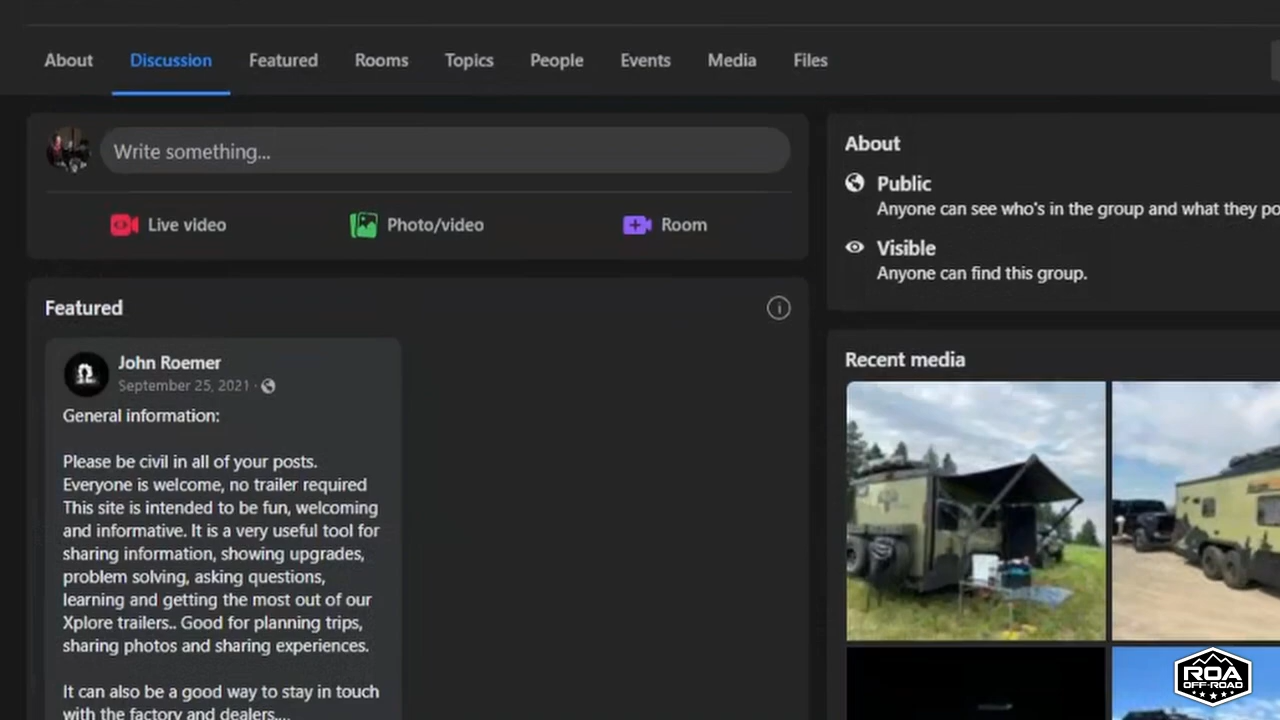 About Discussion Featured Rooms Topics People Events Media Files
Write something...
Live video Photo/video Room
Featured
John Roemer
September 25, 2021 ·
General information:
Please be civil in all of your posts.
Everyone is welcome, no trailer required
This site is intended to be fun, welcoming
and informative. It is a very useful tool for
sharing information, showing upgrades,
problem solving, asking questions,
learning and getting the most out of our
Xplore trailers.. Good for planning trips,
sharing photos and sharing experiences.
It can also be a good way to stay in touch
with the factory and dealers....
About
Public
Anyone can see who's in the group and what they po
Visible
Anyone can find this group.
Recent media
ROA
OFF-ROAD